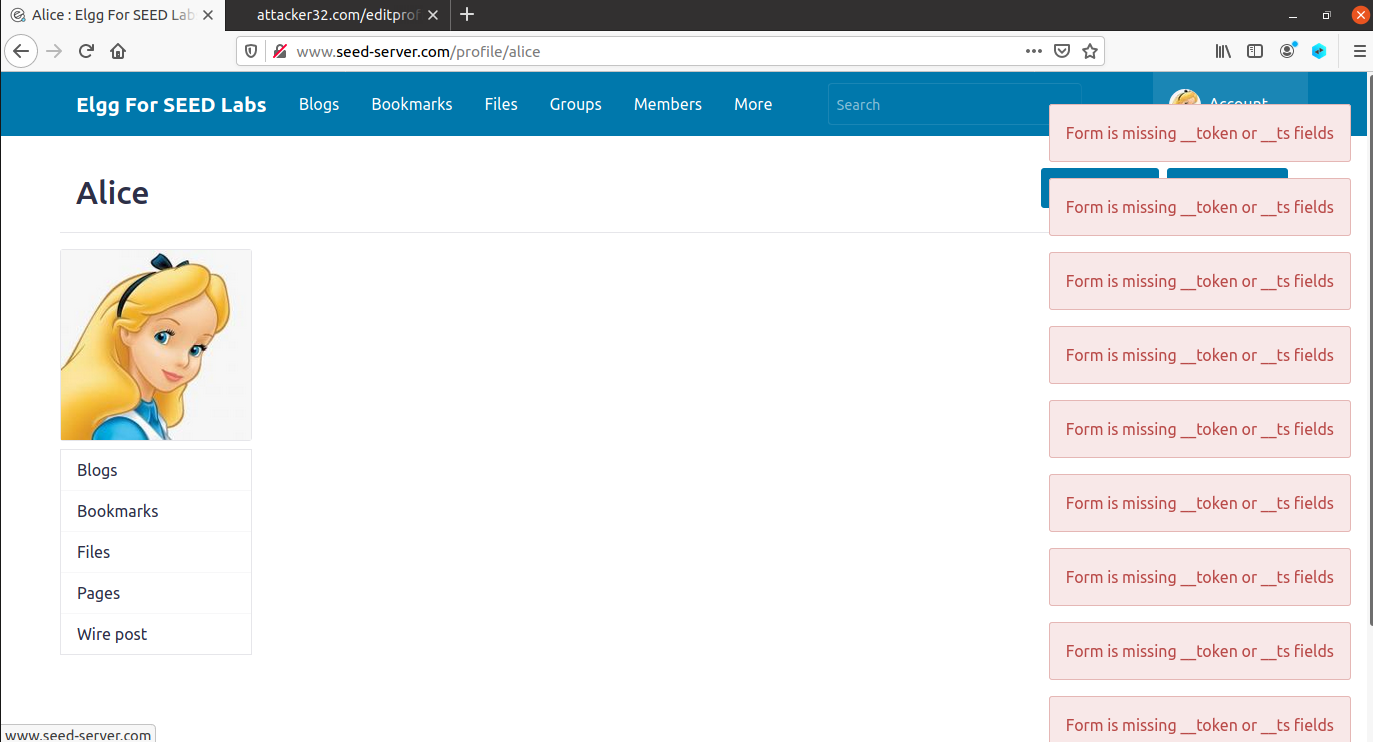 Alice : Elgg For SEED Lab
attacker32.com/editprof
www.seed-server.com/profile/alice
Elgg For SEED Labs Blogs Bookmarks Files Groups Members More Search Account
Form is missing __token or __ts fields
Alice
Form is missing __token or __ts fields
Form is missing __token or __ts fields
Form is missing __token or __ts fields
Form is missing __token or __ts fields
Form is missing __token or __ts fields
Form is missing __token or __ts fields
Form is missing __token or __ts fields
Form is missing __token or __ts fields
Blogs
Bookmarks
Files
Pages
Wire post
www.seed-server.com